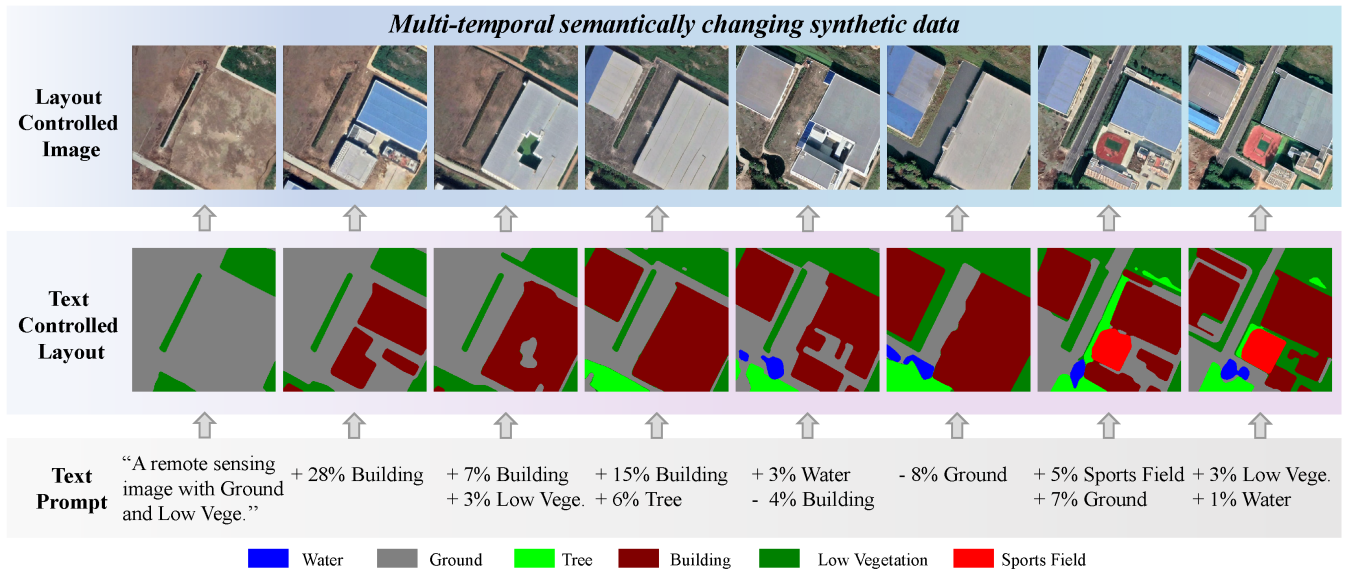 Multi-temporal semantically changing synthetic data
Layout
Controlled
Image
Text
Controlled
Layout
Text
Prompt
“A remote sensing
image with Ground
and Low Vege.”
+ 28% Building
+ 7% Building
+ 3% Low Vege.
+ 15% Building
+ 6% Tree
+ 3% Water
- 4% Building
- 8% Ground
+ 5% Sports Field
+ 7% Ground
+ 3% Low Vege.
+ 1% Water
Water
Ground
Tree
Building
Low Vegetation
Sports Field